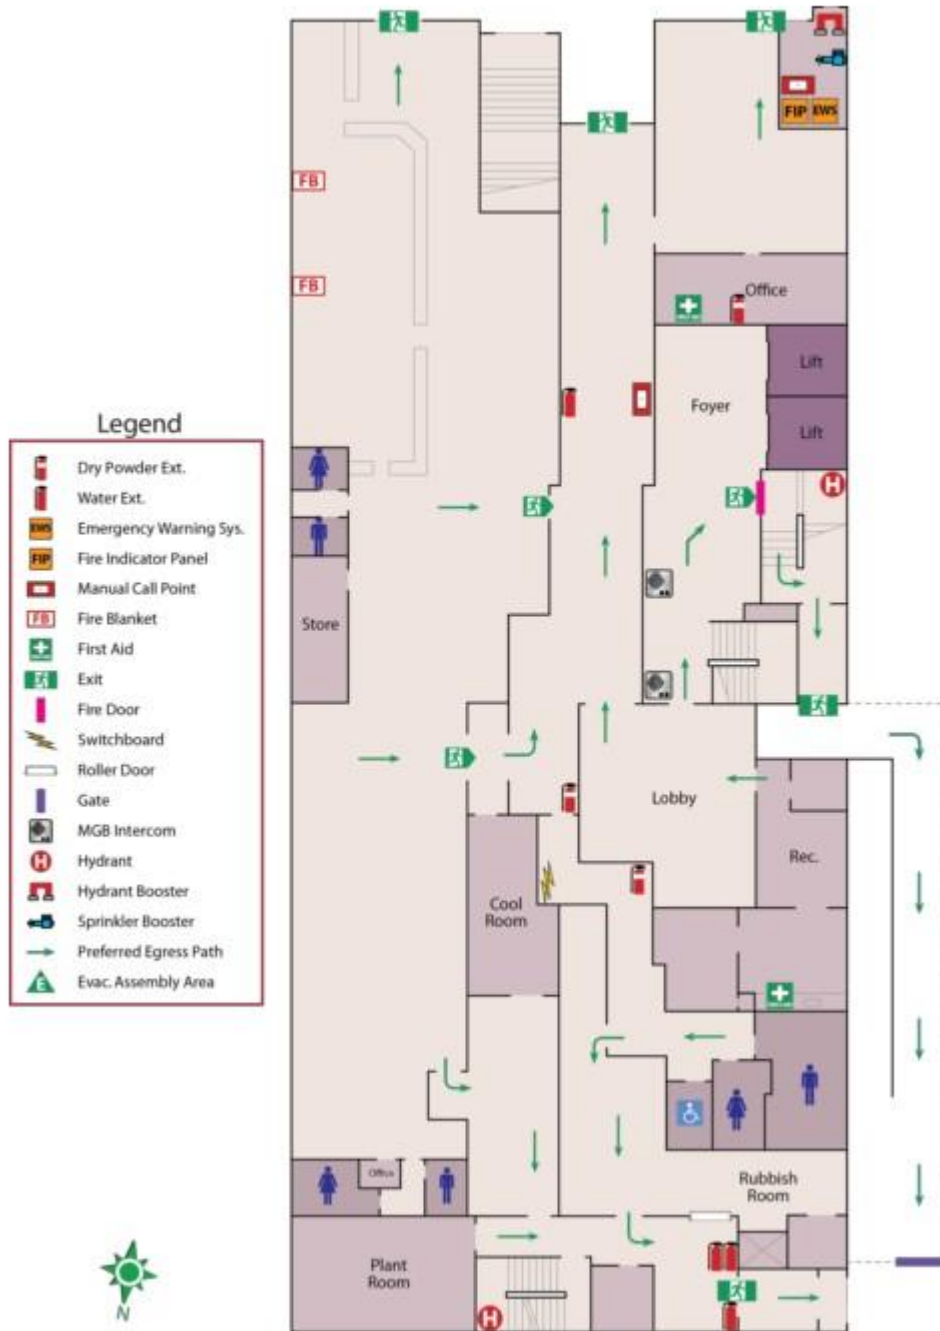 FIP EWS
FB
FB
Office
Lift
Foyer
Lift
H
Store
Lobby
Rec.
Cool
Room
Office
Rubbish
Room
Plant
Room
H
N
Legend
Dry Powder Ext.
Water Ext.
EWS Emergency Warning Sys.
FIP Fire Indicator Panel
Manual Call Point
FB Fire Blanket
First Aid
Exit
Fire Door
Switchboard
Roller Door
Gate
MGB Intercom
H Hydrant
Hydrant Booster
Sprinkler Booster
Preferred Egress Path
E Evac. Assembly Area